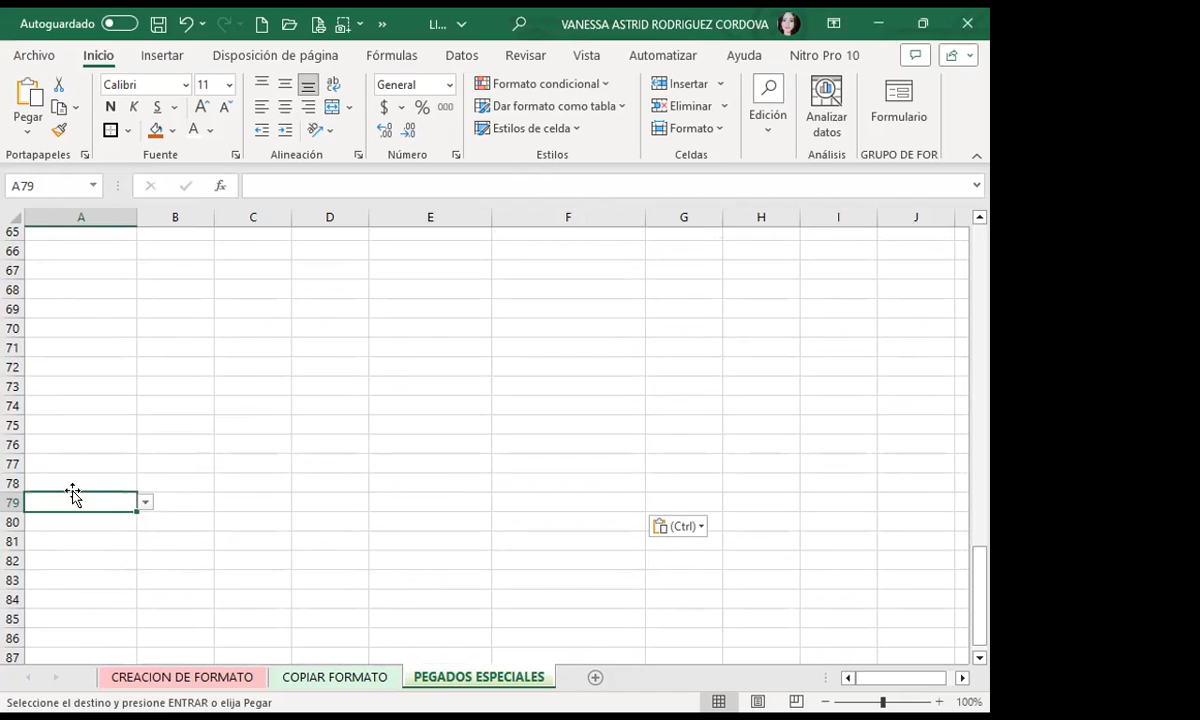 Autoguardado
LI...
VANESSA ASTRID RODRIGUEZ CORDOVA
Archivo Inicio Insertar Disposición de página Fórmulas Datos Revisar Vista Automatizar Ayuda Nitro Pro 10
Pegar
Portapapeles
Calibri 11
N K S A A
A
Fuente
Alineación
General
$ % 000
Número
Formato condicional
Dar formato como tabla
Estilos de celda
Estilos
Insertar
Eliminar
Formato
Celdas
Edición
Analizar
datos
Análisis
Formulario
GRUPO DE FOR
A79 fx
A B C D E F G H I J
65
66
67
68
69
70
71
72
73
74
75
76
77
78
79
80
(Ctrl)
81
82
83
84
85
86
87
CREACION DE FORMATO COPIAR FORMATO PEGADOS ESPECIALES
Seleccione el destino y presione ENTRAR o elija Pegar
100%